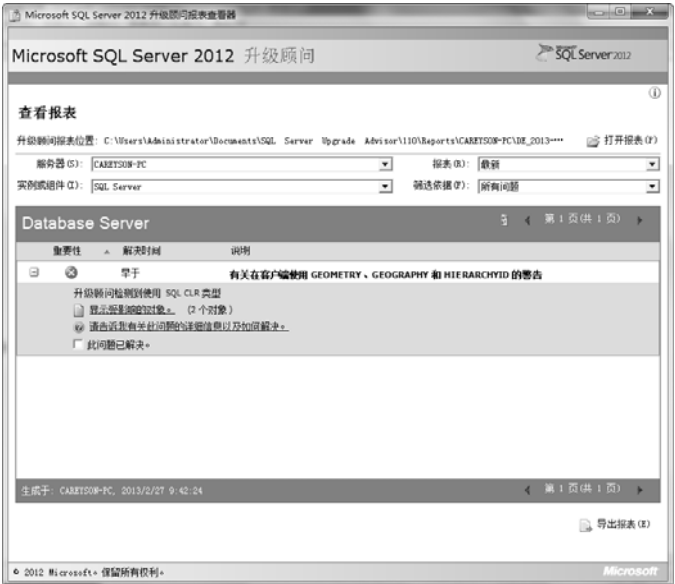 Microsoft SQL Server 2012 升级顾问报表查看器
Microsoft SQL Server 2012 升级顾问
SQL Server 2012
查看报表
升级顾问报表位置: C:\Users\Administrator\Documents\SQL Server Upgrade Advisor\110\Reports\CAREYSON-PC\DE_2013····
打开报表(P)
服务器(S): CAREYSON-PC
报表(R): 最新
实例或组件(I): SQL Server
筛选依据(F): 所有问题
Database Server
第 1 页(共 1 页)
重要性 解决时间 说明
早于 有关在客户端使用 GEOMETRY、GEOGRAPHY 和 HIERARCHYID 的警告
升级顾问检测到使用 SQL CLR 类型
显示受影响的对象。 (2 个对象)
请告诉我有关此问题的详细信息以及如何解决。
此问题已解决。
生成于: CAREYSON-PC, 2013/2/27 9:42:24
第 1 页(共 1 页)
导出报表(E)
© 2012 Microsoft。保留所有权利。
Microsoft